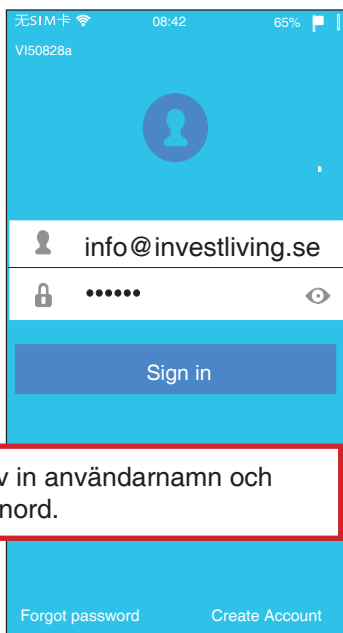 无SIM卡 08:42 65%
VI50828a
info@investliving.se
••••••
Sign in
in användarnamn och
Forgot password Create Account